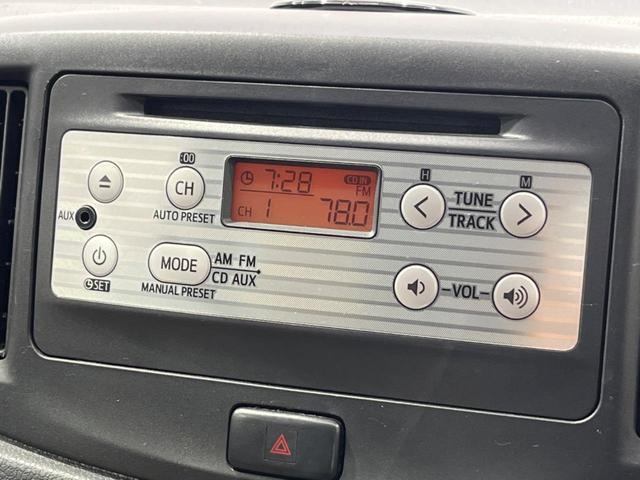 :00
7:28 CD IN
FM
H
M
CH
TUNE
AUX
AUTO PRESET
CH 1 78.0
TRACK
MODE
AM FM
CD AUX
VOL
SET
MANUAL PRESET